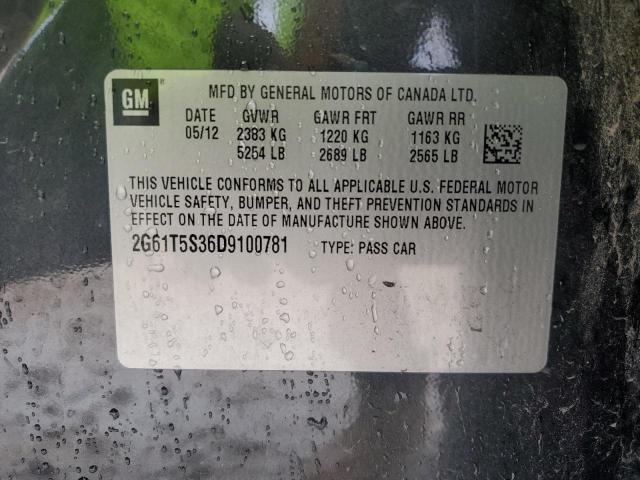 GM
MFD BY GENERAL MOTORS OF CANADA LTD.
DATE GVWR GAWR FRT GAWR RR
05/12 2383 KG 1220 KG 1163 KG
5254 LB 2689 LB 2565 LB
THIS VEHICLE CONFORMS TO ALL APPLICABLE U.S. FEDERAL MOTOR
VEHICLE SAFETY, BUMPER, AND THEFT PREVENTION STANDARDS IN
EFFECT ON THE DATE OF MANUFACTURE SHOWN ABOVE.
2G61T5S36D9100781 TYPE: PASS CAR